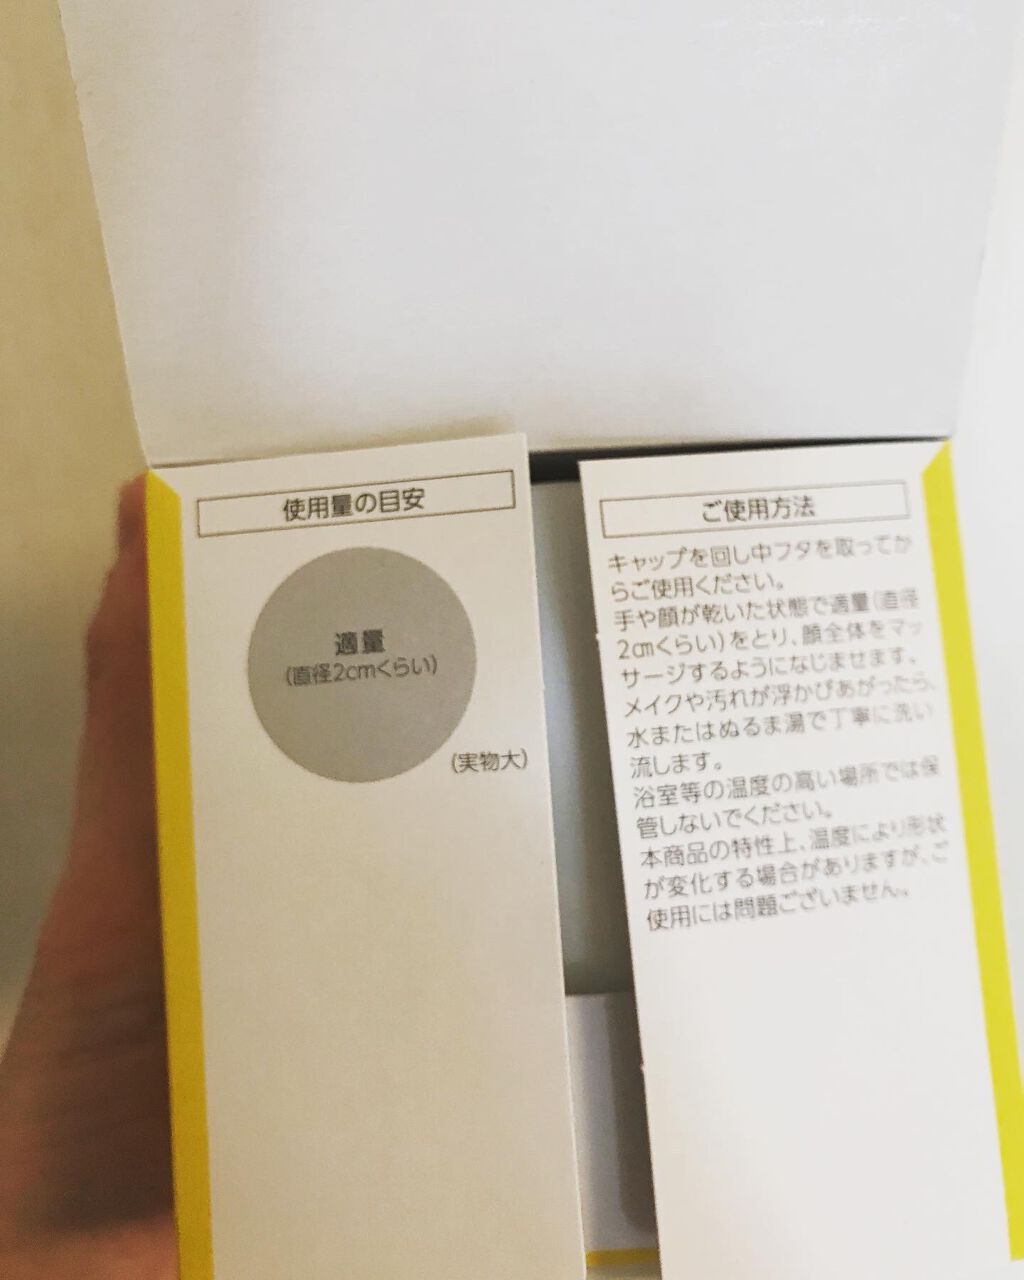 使用量の目安
適量
(直径2cmくらい)
(実物大)
ご使用方法
キャップを回し中フタを取ってか
らご使用ください。
手や顔が乾いた状態で適量(直径
2cmくらい)をとり、顔全体をマッ
サージするようになじませます。
メイクや汚れが浮かびあがったら、
水またはぬるま湯で丁寧に洗い
流します。
浴室等の温度の高い場所では保
管しないでください。
本商品の特性上、温度により形状
が変化する場合がありますが、ご
使用には問題ございません。